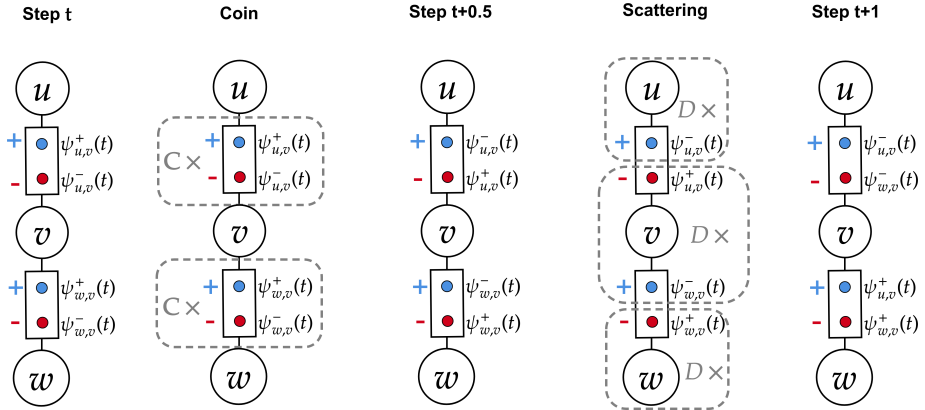 Step t
Coin
Step t+0.5
Scattering
Step t+1
u u u u u
D ×
+ ψ⁺u,v(t) + ψ⁺u,v(t) + ψ⁻u,v(t) + ψ⁻u,v(t) + ψ⁻u,v(t)
C ×
- ψ⁻u,v(t) - ψ⁻u,v(t) - ψ⁺u,v(t) - ψ⁺u,v(t) - ψ⁻w,v(t)
v v v v D × v
+ ψ⁺w,v(t) + ψ⁺w,v(t) + ψ⁻w,v(t) + ψ⁻w,v(t) + ψ⁺u,v(t)
C ×
- ψ⁻w,v(t) - ψ⁻w,v(t) - ψ⁺w,v(t) - ψ⁺w,v(t) - ψ⁺w,v(t)
w w w w D × w